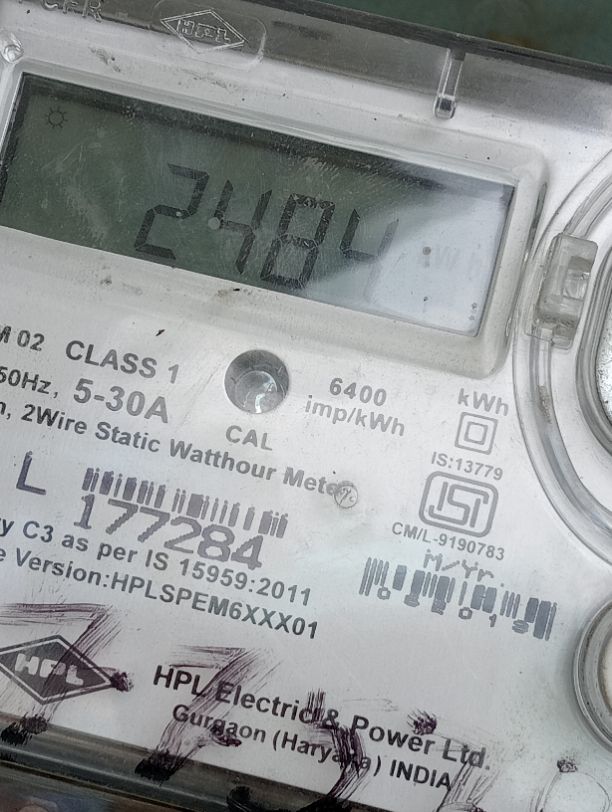 HPL
2484
M 02 CLASS 1
50Hz, 5-30A
2Wire Static Watthour Meter
CAL
6400
imp/kWh
kWh
IS:13779
ISI
CM/L-9190783
M/Yr.
L
177284
C3 as per IS 15959:2011
Version:HPLSPEM6XXX01
HPL
HPL Electric & Power Ltd.
Gurgaon (Haryana) INDIA